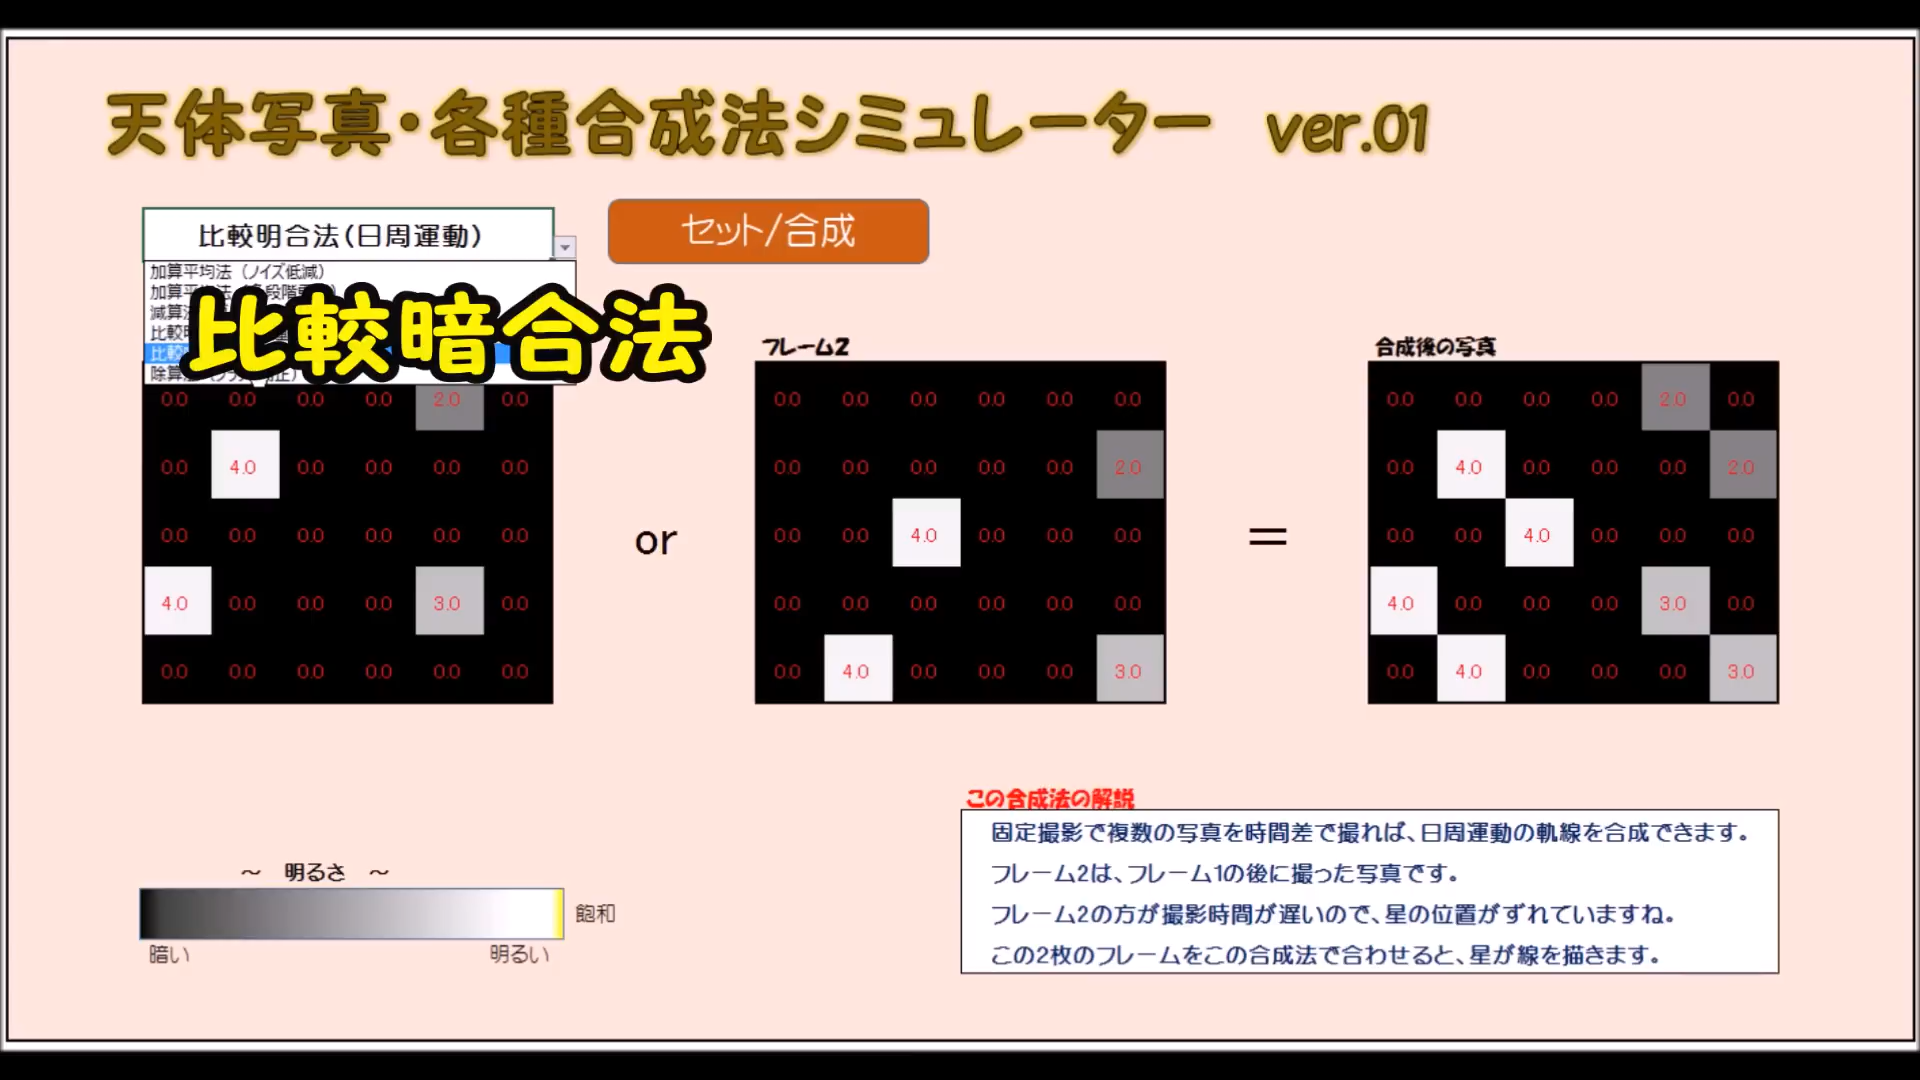 天体写真・各種合成法シミュレーター ver.01
比較明合法(日周運動)
セット/合成
加算平均法（ノイズ低減）
加算平
減算
比較
比較
比較暗合法
フレーム2
合成後の写真
0.0 0.0 0.0 0.0 2.0 0.0
0.0 4.0 0.0 0.0 0.0 0.0
0.0 0.0 0.0 0.0 0.0 0.0
4.0 0.0 0.0 0.0 3.0 0.0
0.0 0.0 0.0 0.0 0.0 0.0
or
0.0 0.0 0.0 0.0 0.0 0.0
0.0 0.0 0.0 0.0 0.0 2.0
0.0 0.0 4.0 0.0 0.0 0.0
0.0 0.0 0.0 0.0 0.0 0.0
0.0 4.0 0.0 0.0 0.0 3.0
=
0.0 0.0 0.0 0.0 2.0 0.0
0.0 4.0 0.0 0.0 0.0 2.0
0.0 0.0 4.0 0.0 0.0 0.0
4.0 0.0 0.0 0.0 3.0 0.0
0.0 4.0 0.0 0.0 0.0 3.0
～ 明るさ ～
飽和
暗い 明るい
この合成法の解説
固定撮影で複数の写真を時間差で撮れば、日周運動の軌線を合成できます。
フレーム2は、フレーム1の後に撮った写真です。
フレーム2の方が撮影時間が遅いので、星の位置がずれていますね。
この2枚のフレームをこの合成法で合わせると、星が線を描きます。